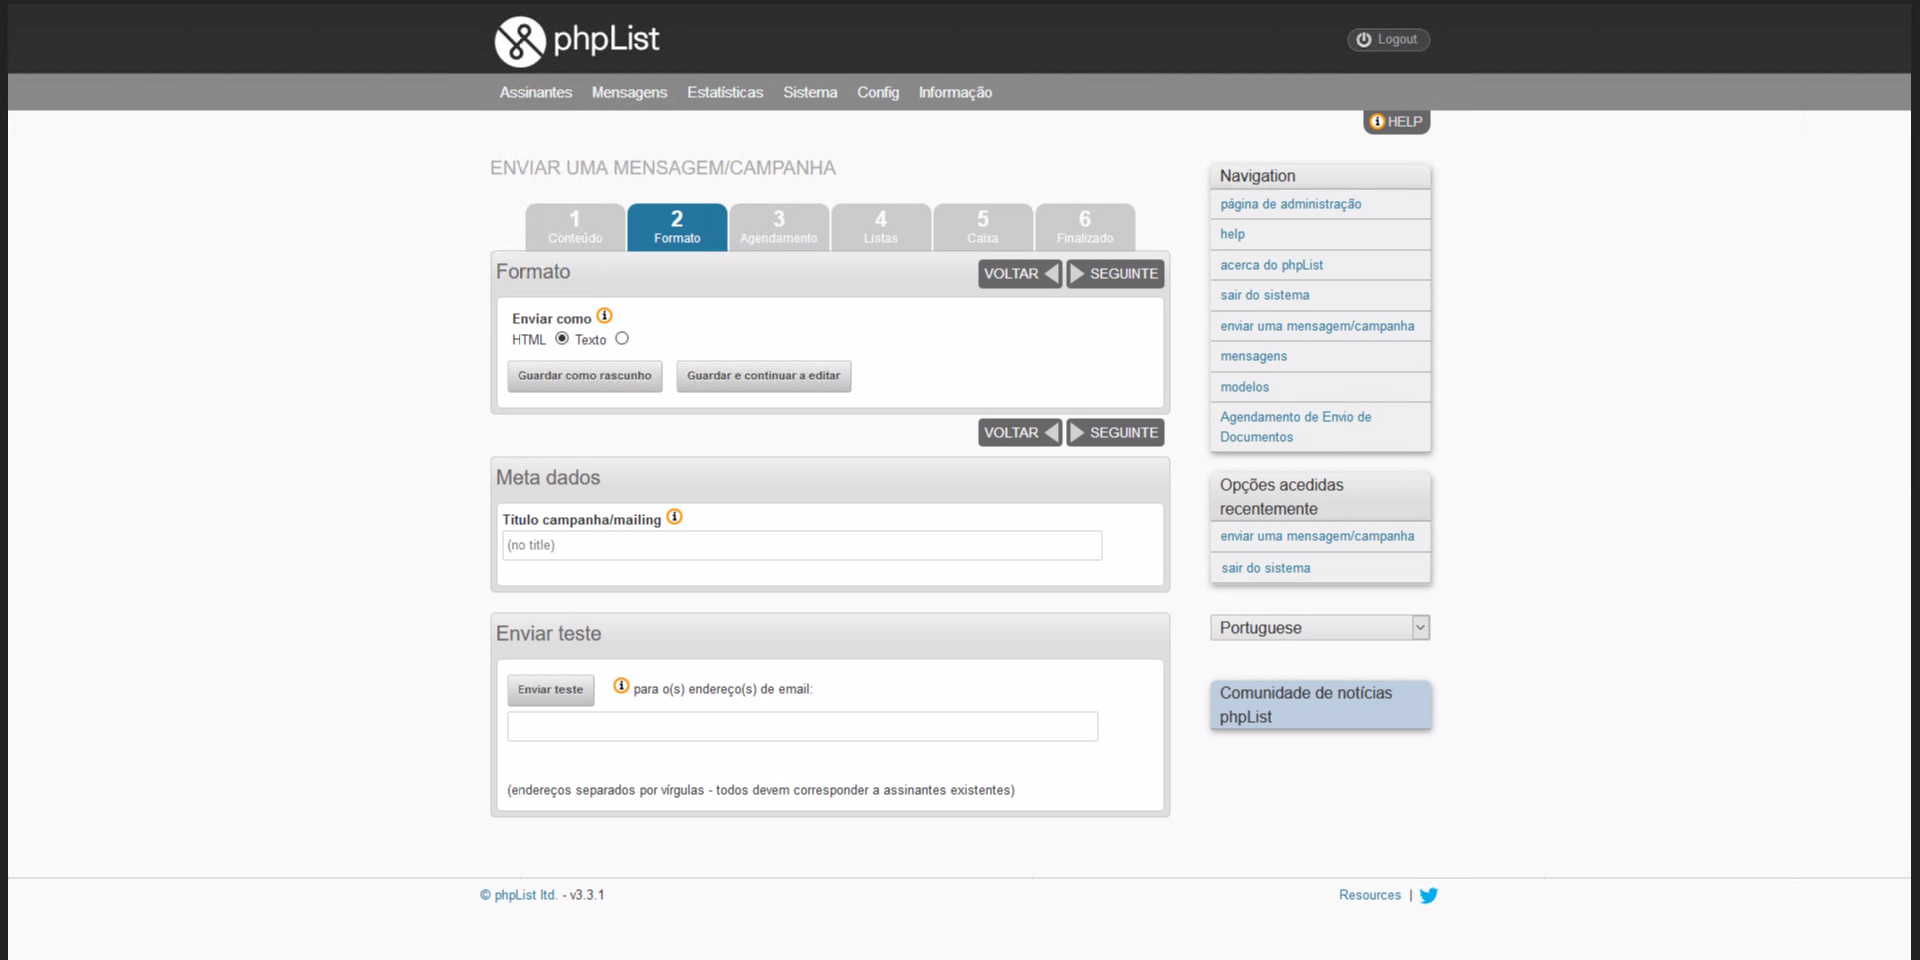 phpList
Logout
Assinantes Mensagens Estatísticas Sistema Config Informação
HELP
ENVIAR UMA MENSAGEM/CAMPANHA
1 Conteúdo
2 Formato
3 Agendamento
4 Listas
5 Caixa
6 Finalizado
Formato
VOLTAR SEGUINTE
Enviar como
HTML Texto
Guardar como rascunho Guardar e continuar a editar
VOLTAR SEGUINTE
Meta dados
Título campanha/mailing
(no title)
Enviar teste
Enviar teste para o(s) endereço(s) de email:
(endereços separados por vírgulas - todos devem corresponder a assinantes existentes)
Navigation
página de administração
help
acerca do phpList
sair do sistema
enviar uma mensagem/campanha
mensagens
modelos
Agendamento de Envio de
Documentos
Opções acedidas
recentemente
enviar uma mensagem/campanha
sair do sistema
Portuguese
Comunidade de notícias
phpList
© phpList ltd. - v3.3.1
Resources |